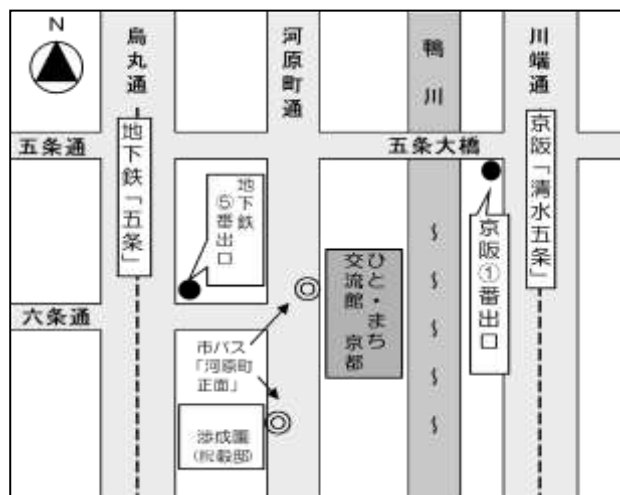 N
烏丸通
河原町通
鴨川
川端通
五条通
五条大橋
地下鉄「五条」
地下鉄
⑤番出口
京阪①番出口
京阪「清水五条」
ひと・まち
交流館 京都
六条通
市バス
「河原町
正面」
渉成園
(枳殻邸)